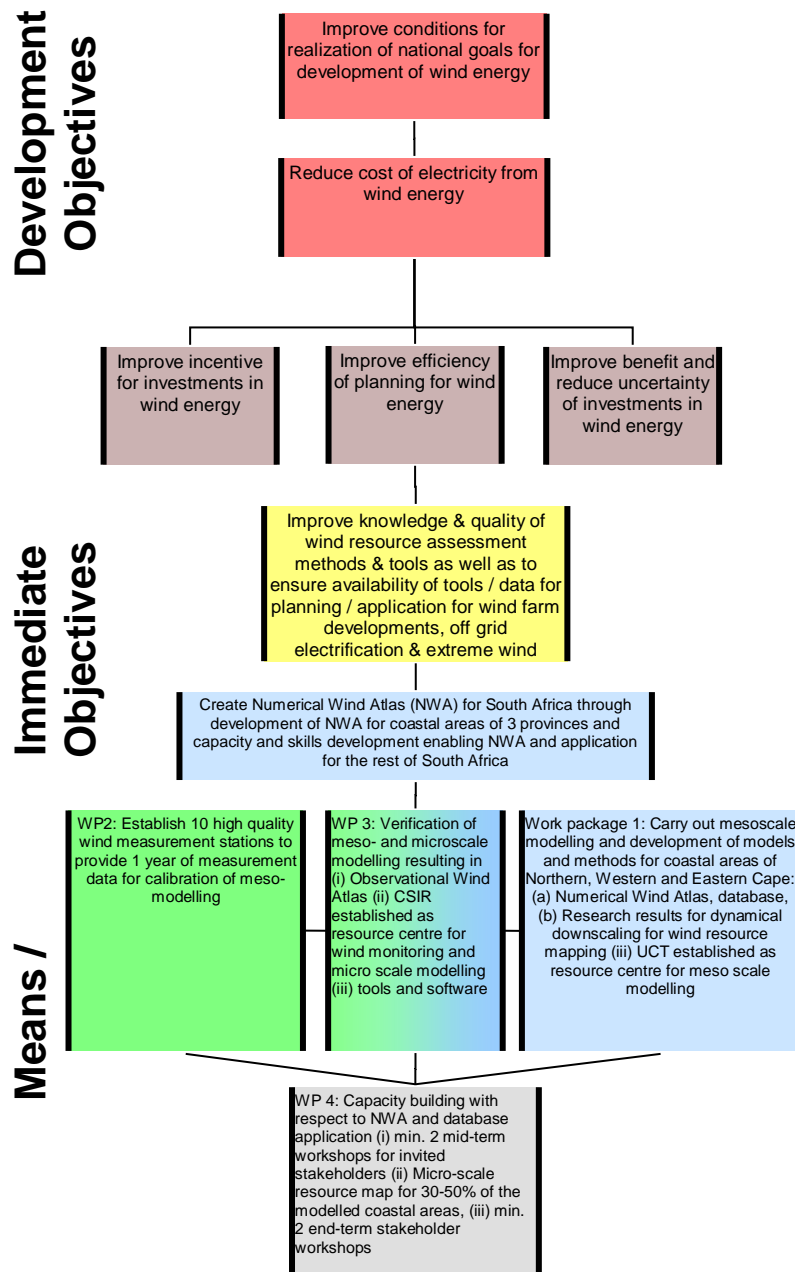 Development
Objectives
Improve conditions for
realization of national goals for
development of wind energy
Reduce cost of electricity from
wind energy
Improve incentive
for investments in
wind energy
Improve efficiency
of planning for wind
energy
Improve benefit and
reduce uncertainty
of investments in
wind energy
Immediate
Objectives
Improve knowledge & quality of
wind resource assessment
methods & tools as well as to
ensure availability of tools / data for
planning / application for wind farm
developments, off grid
electrification & extreme wind
Create Numerical Wind Atlas (NWA) for South Africa through
development of NWA for coastal areas of 3 provinces and
capacity and skills development enabling NWA and application
for the rest of South Africa
Means /
WP2: Establish 10 high quality
wind measurement stations to
provide 1 year of measurement
data for calibration of meso-
modelling
WP 3: Verification of
meso- and microscale
modelling resulting in
(i) Observational Wind
Atlas (ii) CSIR
established as
resource centre for
wind monitoring and
micro scale modelling
(iii) tools and software
Work package 1: Carry out mesoscale
modelling and development of models
and methods for coastal areas of
Northern, Western and Eastern Cape:
(a) Numerical Wind Atlas, database,
(b) Research results for dynamical
downscaling for wind resource
mapping (iii) UCT established as
resource centre for meso scale
modelling
WP 4: Capacity building with
respect to NWA and database
application (i) min. 2 mid-term
workshops for invited
stakeholders (ii) Micro-scale
resource map for 30-50% of the
modelled coastal areas, (iii) min.
2 end-term stakeholder
workshops